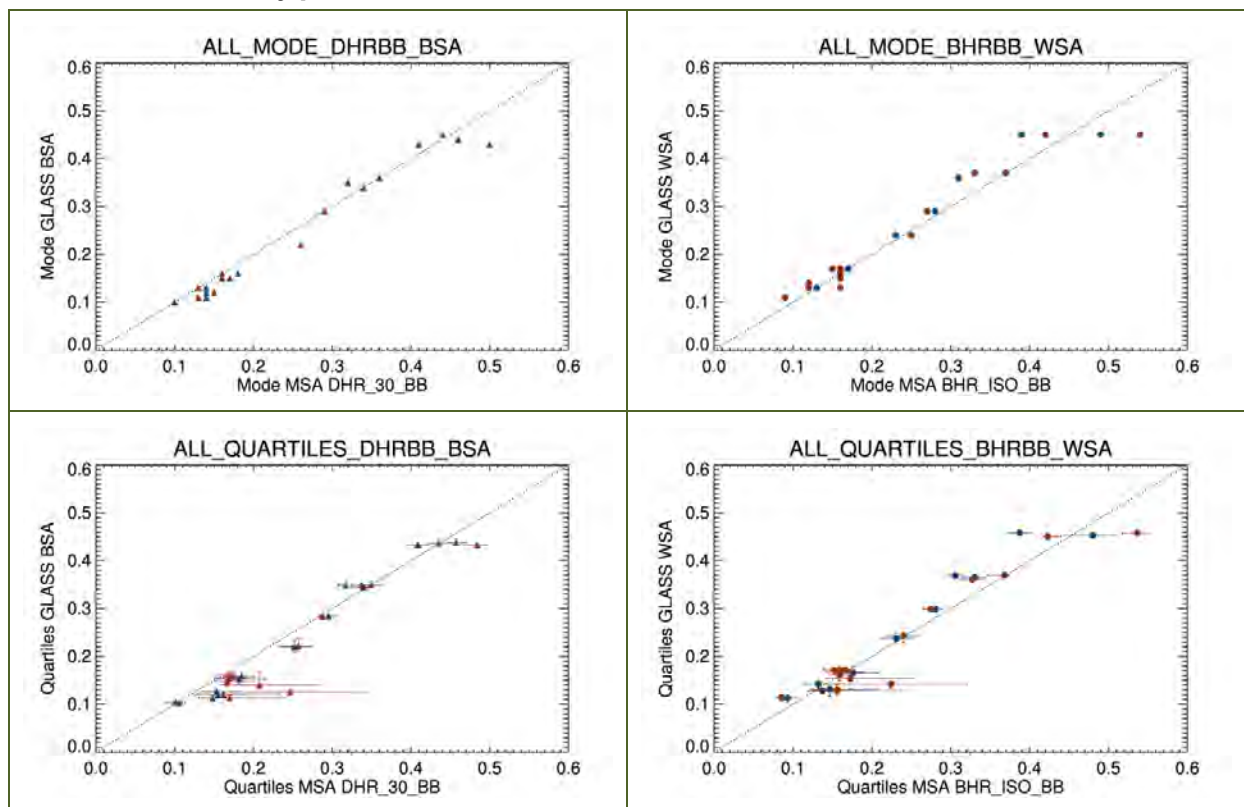 ALL_MODE_DHRBB_BSA
0.6
0.5
0.4
0.3
0.2
0.1
0.0
Mode GLASS BSA
0.0 0.1 0.2 0.3 0.4 0.5 0.6
Mode MSA DHR_30_BB
ALL_MODE_BHRBB_WSA
0.6
0.5
0.4
0.3
0.2
0.1
0.0
Mode GLASS WSA
0.0 0.1 0.2 0.3 0.4 0.5 0.6
Mode MSA BHR_ISO_BB
ALL_QUARTILES_DHRBB_BSA
0.6
0.5
0.4
0.3
0.2
0.1
0.0
Quartiles GLASS BSA
0.0 0.1 0.2 0.3 0.4 0.5 0.6
Quartiles MSA DHR_30_BB
ALL_QUARTILES_BHRBB_WSA
0.6
0.5
0.4
0.3
0.2
0.1
0.0
Quartiles GLASS WSA
0.0 0.1 0.2 0.3 0.4 0.5 0.6
Quartiles MSA BHR_ISO_BB